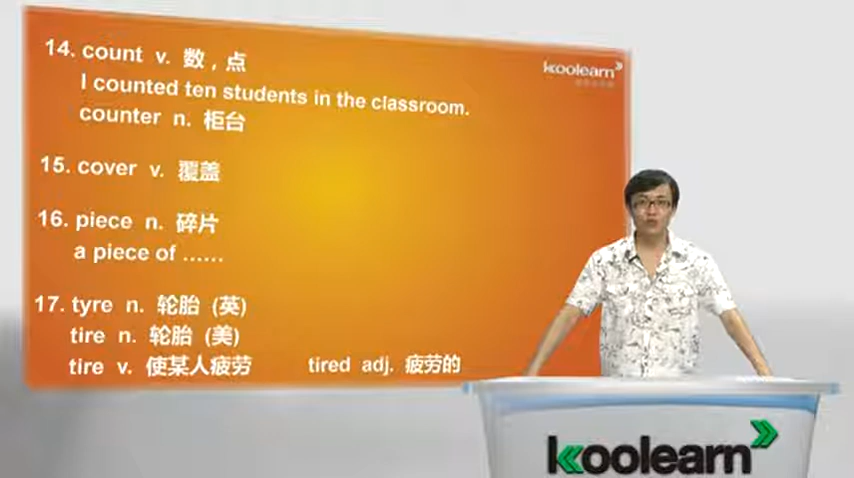 14. count v. 数，点
I counted ten students in the classroom.
counter n. 柜台
15. cover v. 覆盖
16. piece n. 碎片
a piece of ……
17. tyre n. 轮胎 (英)
tire n. 轮胎 (美)
tire v. 使某人疲劳 tired adj. 疲劳的
koolearn
koolearn